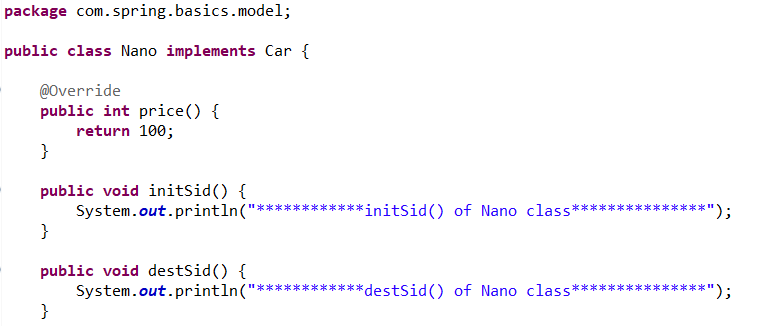 package com.spring.basics.model;
public class Nano implements Car {
@Override
public int price() {
return 100;
}
public void initSid() {
System.out.println("************initSid() of Nano class***************");
}
public void destSid() {
System.out.println("************destSid() of Nano class***************");
}